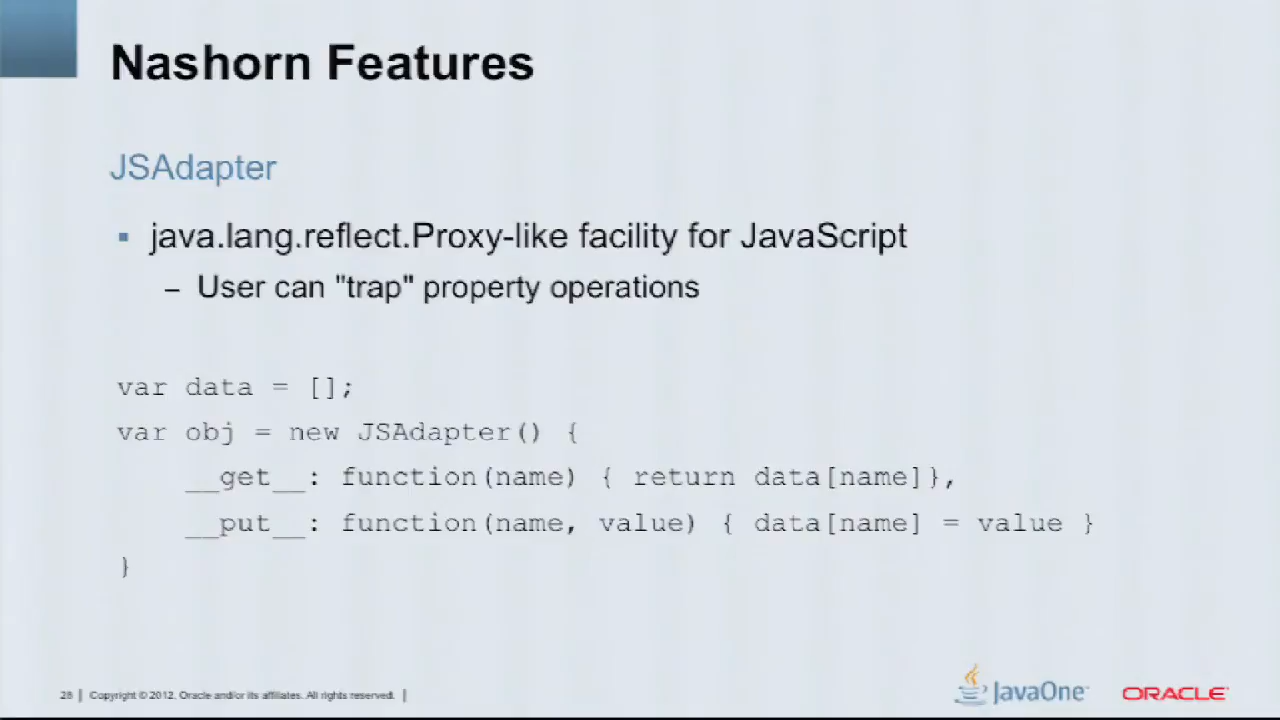 Nashorn Features
JSAdapter
▪ java.lang.reflect.Proxy-like facility for JavaScript
– User can "trap" property operations
var data = [];
var obj = new JSAdapter() {
    __get__: function(name) { return data[name]},
    __put__: function(name, value) { data[name] = value }
}
28 | Copyright © 2012, Oracle and/or its affiliates. All rights reserved. |
JavaOne™
ORACLE®